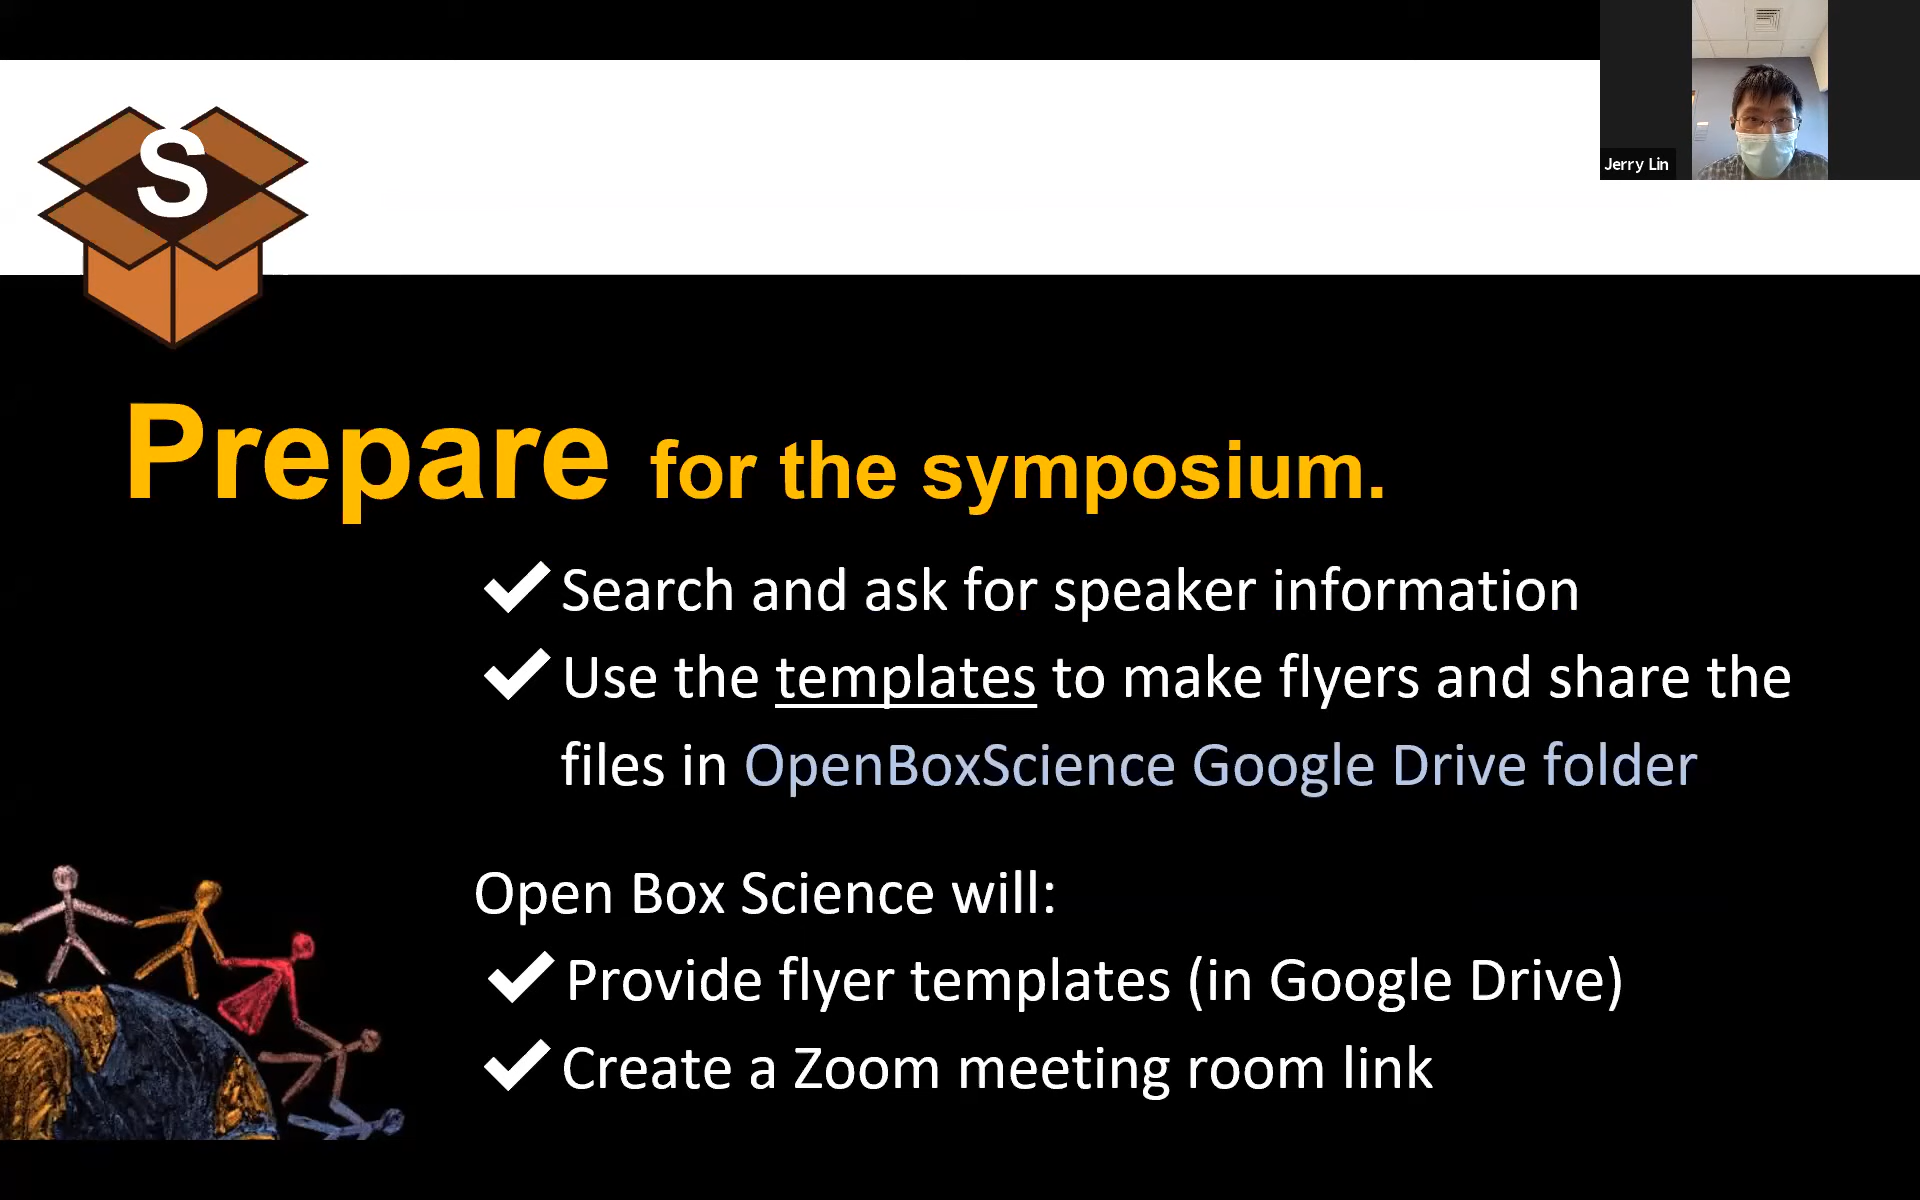 S
Jerry Lin
Prepare for the symposium.
✔ Search and ask for speaker information
✔ Use the templates to make flyers and share the
files in OpenBoxScience Google Drive folder
Open Box Science will:
✔ Provide flyer templates (in Google Drive)
✔ Create a Zoom meeting room link